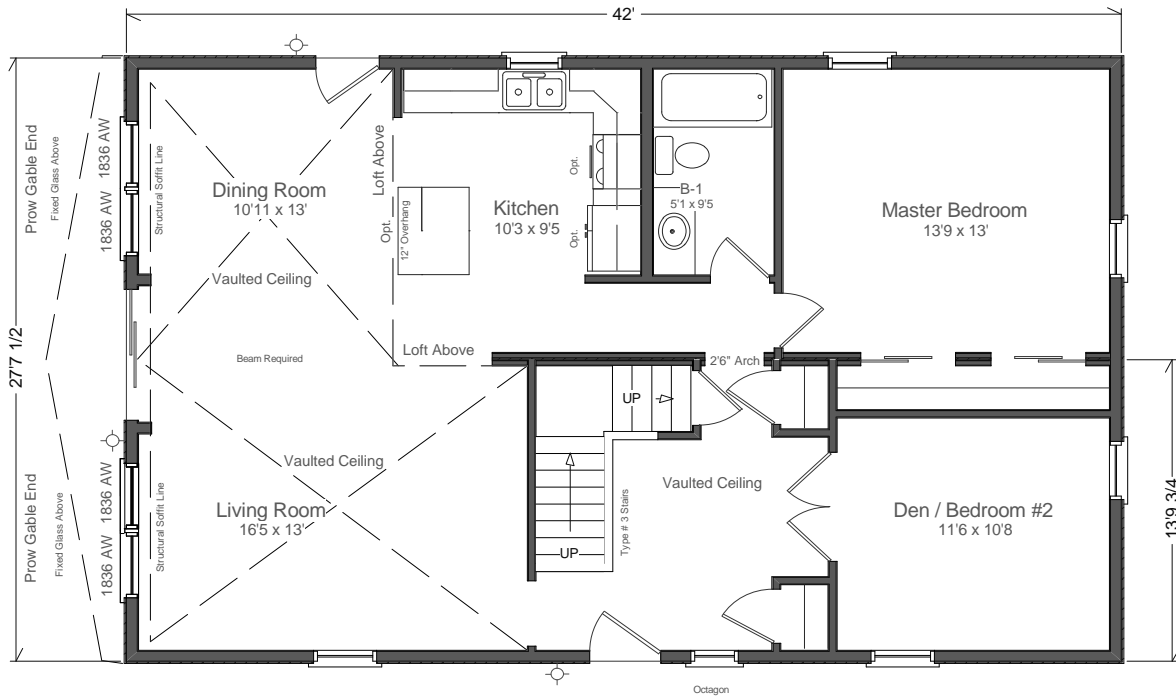 42'
27'7 1/2
13'9 3/4
Prow Gable End
Fixed Glass Above
1836 AW
1836 AW
Structural Soffit Line
Dining Room
10'11 x 13'
Vaulted Ceiling
Loft Above
Opt.
12" Overhang
Kitchen
10'3 x 9'5
Opt.
Opt.
B-1
5'1 x 9'5
Master Bedroom
13'9 x 13'
Beam Required
Loft Above
2'6" Arch
UP
Vaulted Ceiling
Prow Gable End
Fixed Glass Above
1836 AW
1836 AW
Structural Soffit Line
Living Room
16'5 x 13'
UP
Type # 3 Stairs
Vaulted Ceiling
Den / Bedroom #2
11'6 x 10'8
Octagon